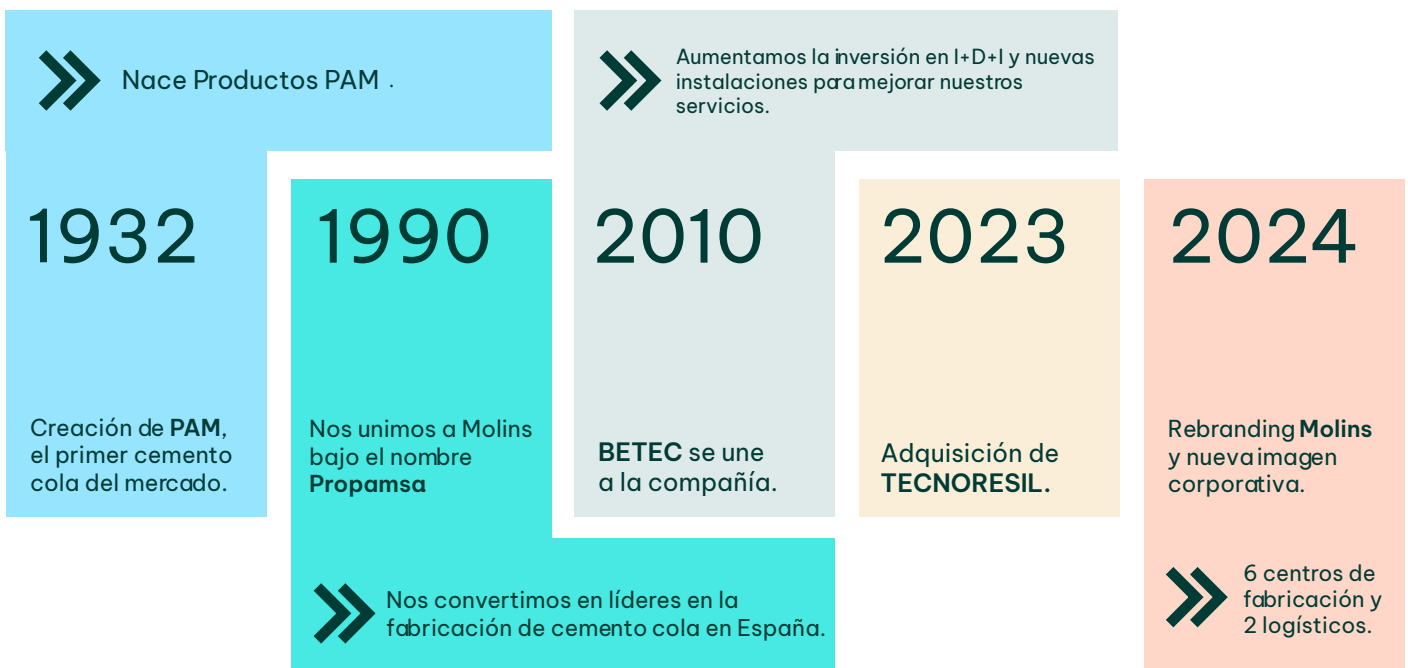 Nace Productos PAM .
1932
Creación de PAM,
el primer cemento
cola del mercado.
1990
Nos unimos a Molins
bajo el nombre
Propamsa
Nos convertimos en líderes en la
fabricación de cemento cola en España.
Aumentamos la inversión en I+D+I y nuevas
instalaciones para mejorar nuestros
servicios.
2010
BETEC se une
a la compañía.
2023
Adquisición de
TECNORESIL.
2024
Rebranding Molins
y nueva imagen
corporativa.
6 centros de
fabricación y
2 logísticos.